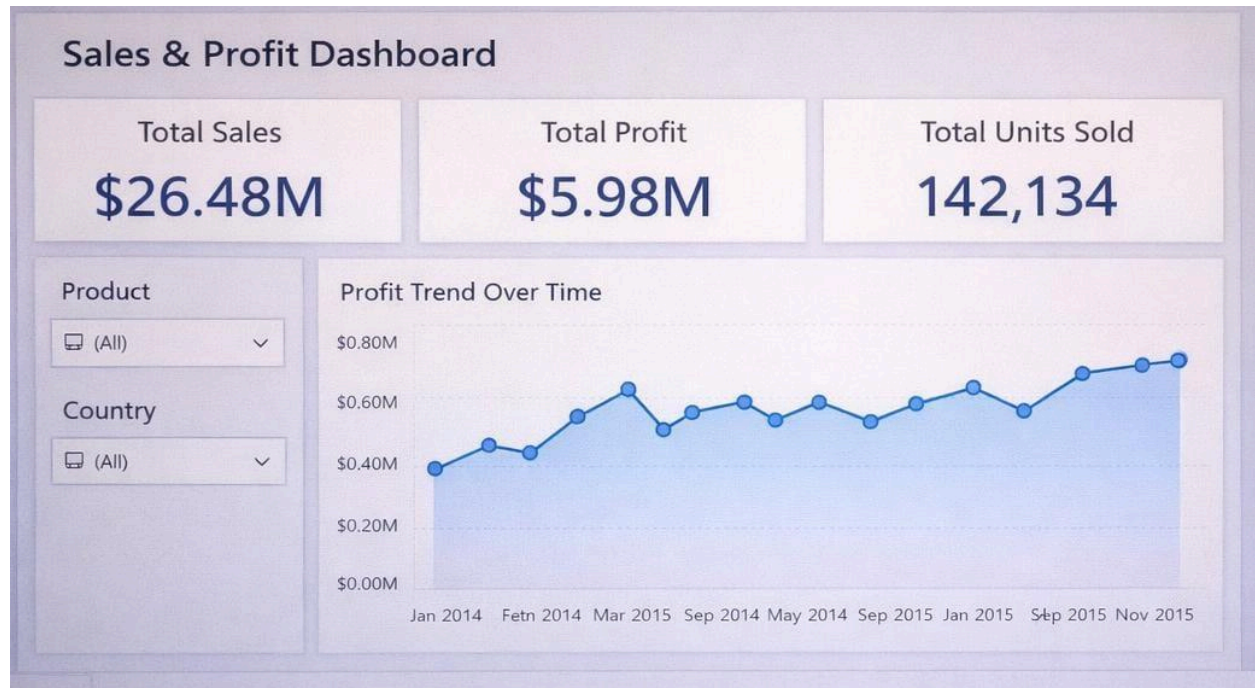 Sales & Profit Dashboard
Total Sales
$26.48M
Total Profit
$5.98M
Total Units Sold
142,134
Product
(All)
Country
(All)
Profit Trend Over Time
$0.80M
$0.60M
$0.40M
$0.20M
$0.00M
Jan 2014 Fetn 2014 Mar 2015 Sep 2014 May 2014 Sep 2015 Jan 2015 Sep 2015 Nov 2015